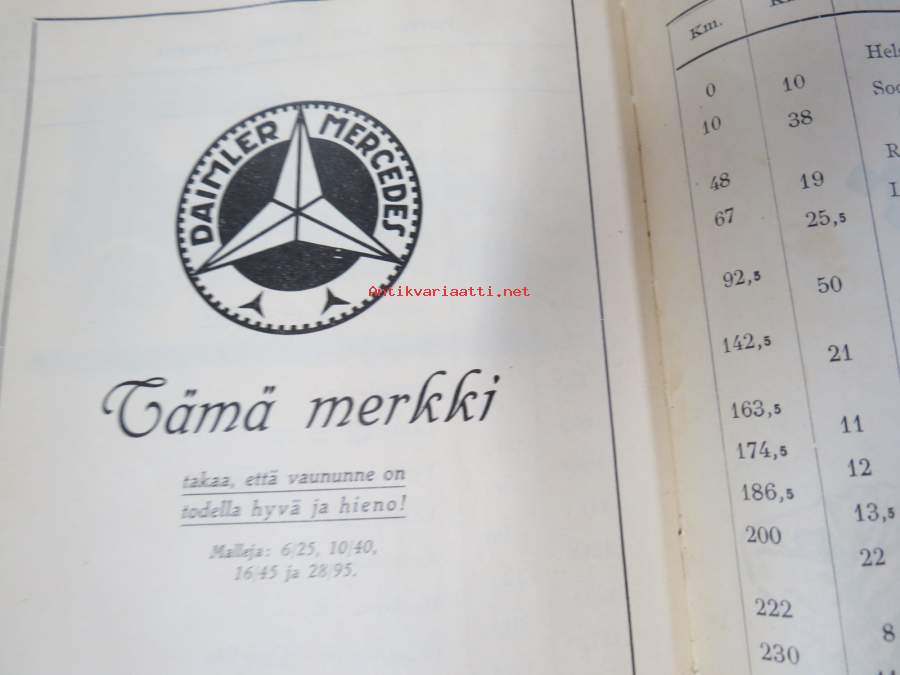 DAIMLER MERCEDES
Tämä merkki
takaa, että vaununne on
todella hyvä ja hieno!
Malleja: 6/25, 10/40,
16/45 ja 28/95.
Antikvariaatti.net
Km.
0 10
10 38
48 19
67 25,5
92,5 50
142,5 21
163,5 11
174,5 12
186,5 13,5
200 22
222 8
230